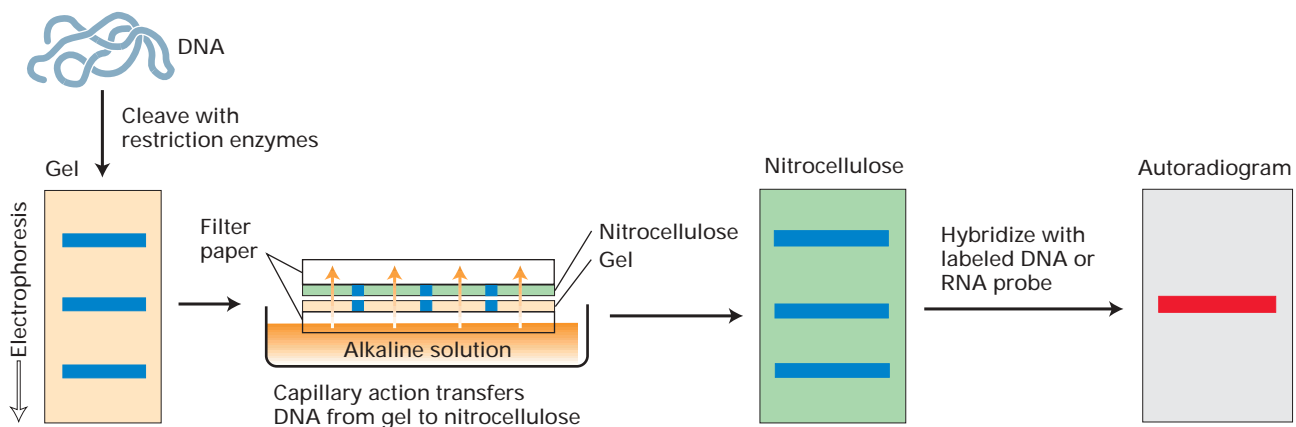 DNA
Cleave with
restriction enzymes
Gel
Electrophoresis
Filter
paper
Nitrocellulose
Gel
Alkaline solution
Capillary action transfers
DNA from gel to nitrocellulose
Nitrocellulose
Hybridize with
labeled DNA or
RNA probe
Autoradiogram